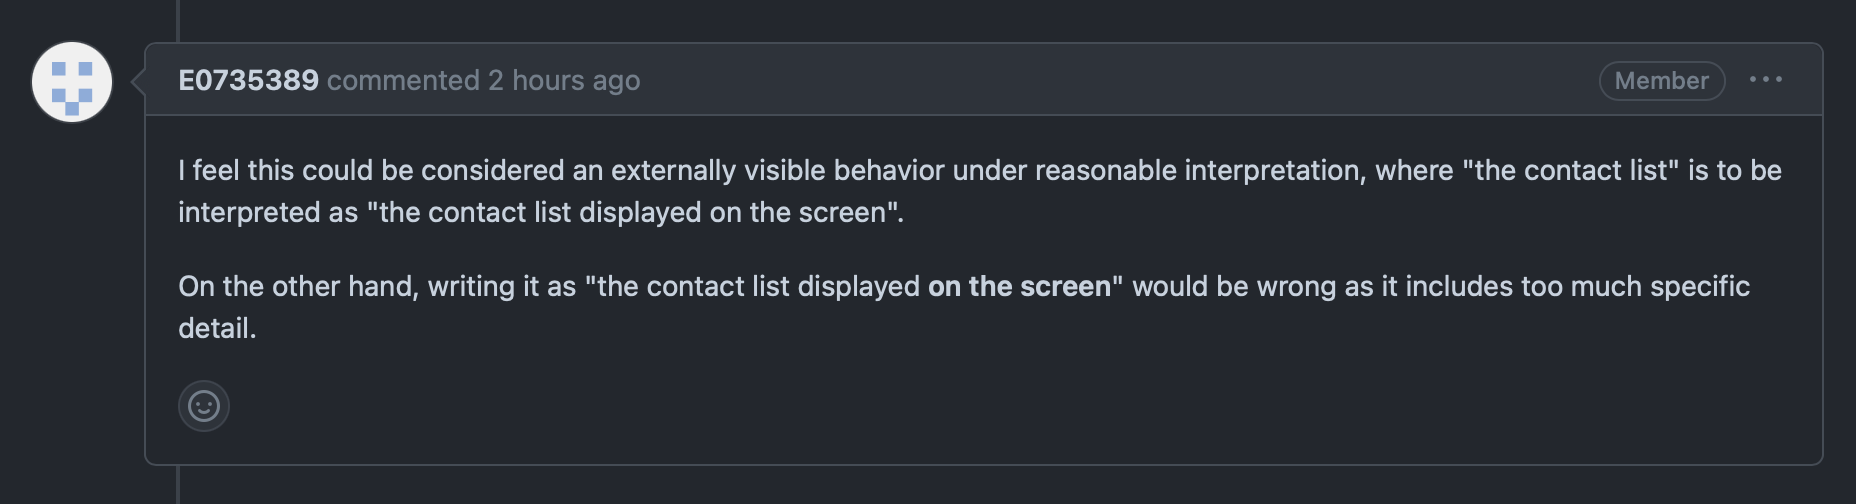 E0735389 commented 2 hours ago
Member
I feel this could be considered an externally visible behavior under reasonable interpretation, where "the contact list" is to be
interpreted as "the contact list displayed on the screen".
On the other hand, writing it as "the contact list displayed on the screen" would be wrong as it includes too much specific
detail.